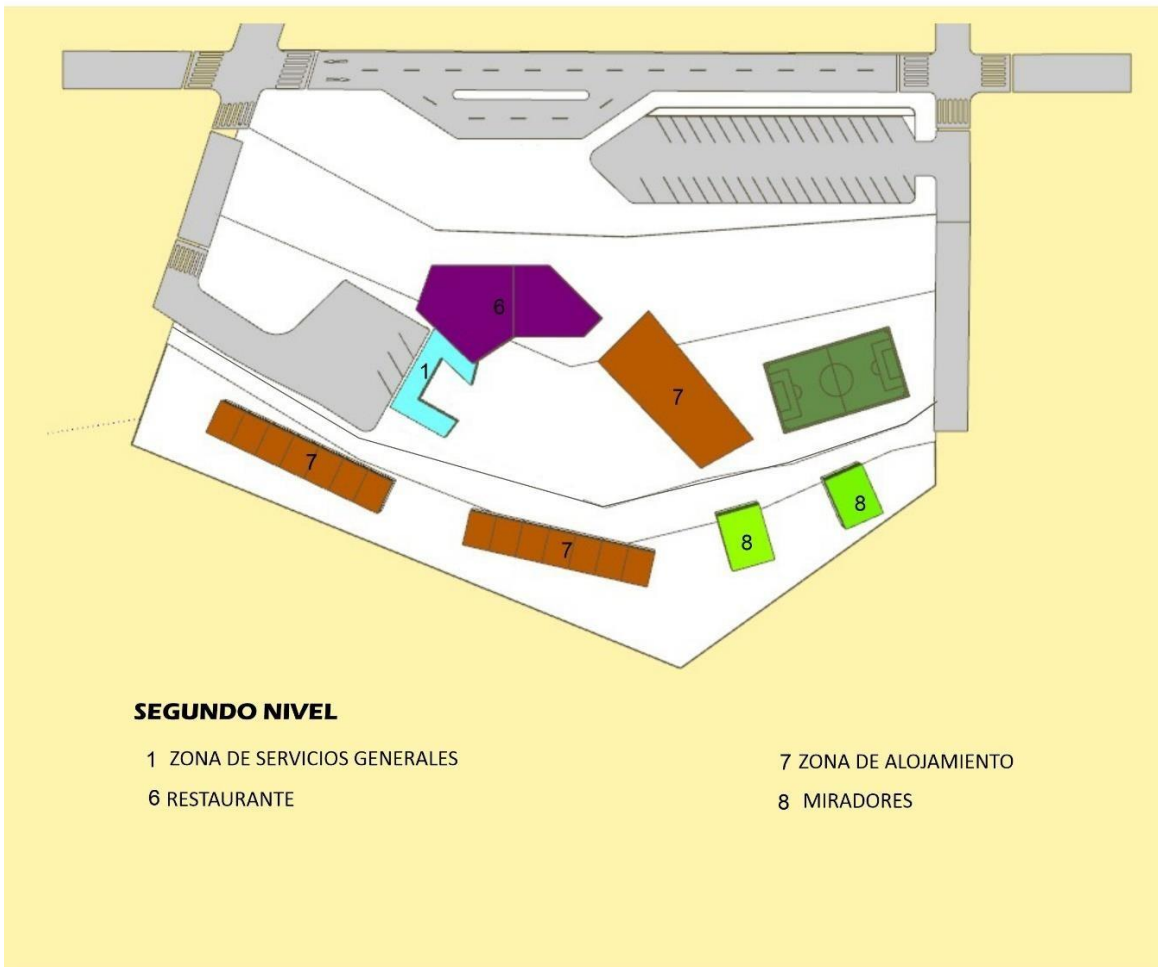 6
1
7
7
7
8
8
SEGUNDO NIVEL
1 ZONA DE SERVICIOS GENERALES
6 RESTAURANTE
7 ZONA DE ALOJAMIENTO
8 MIRADORES